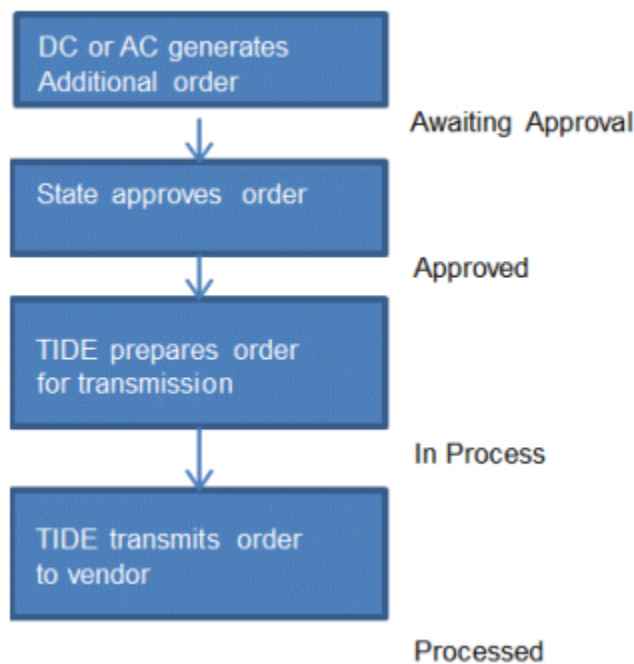 DC or AC generates
Additional order
Awaiting Approval
State approves order
Approved
TIDE prepares order
for transmission
In Process
TIDE transmits order
to vendor
Processed